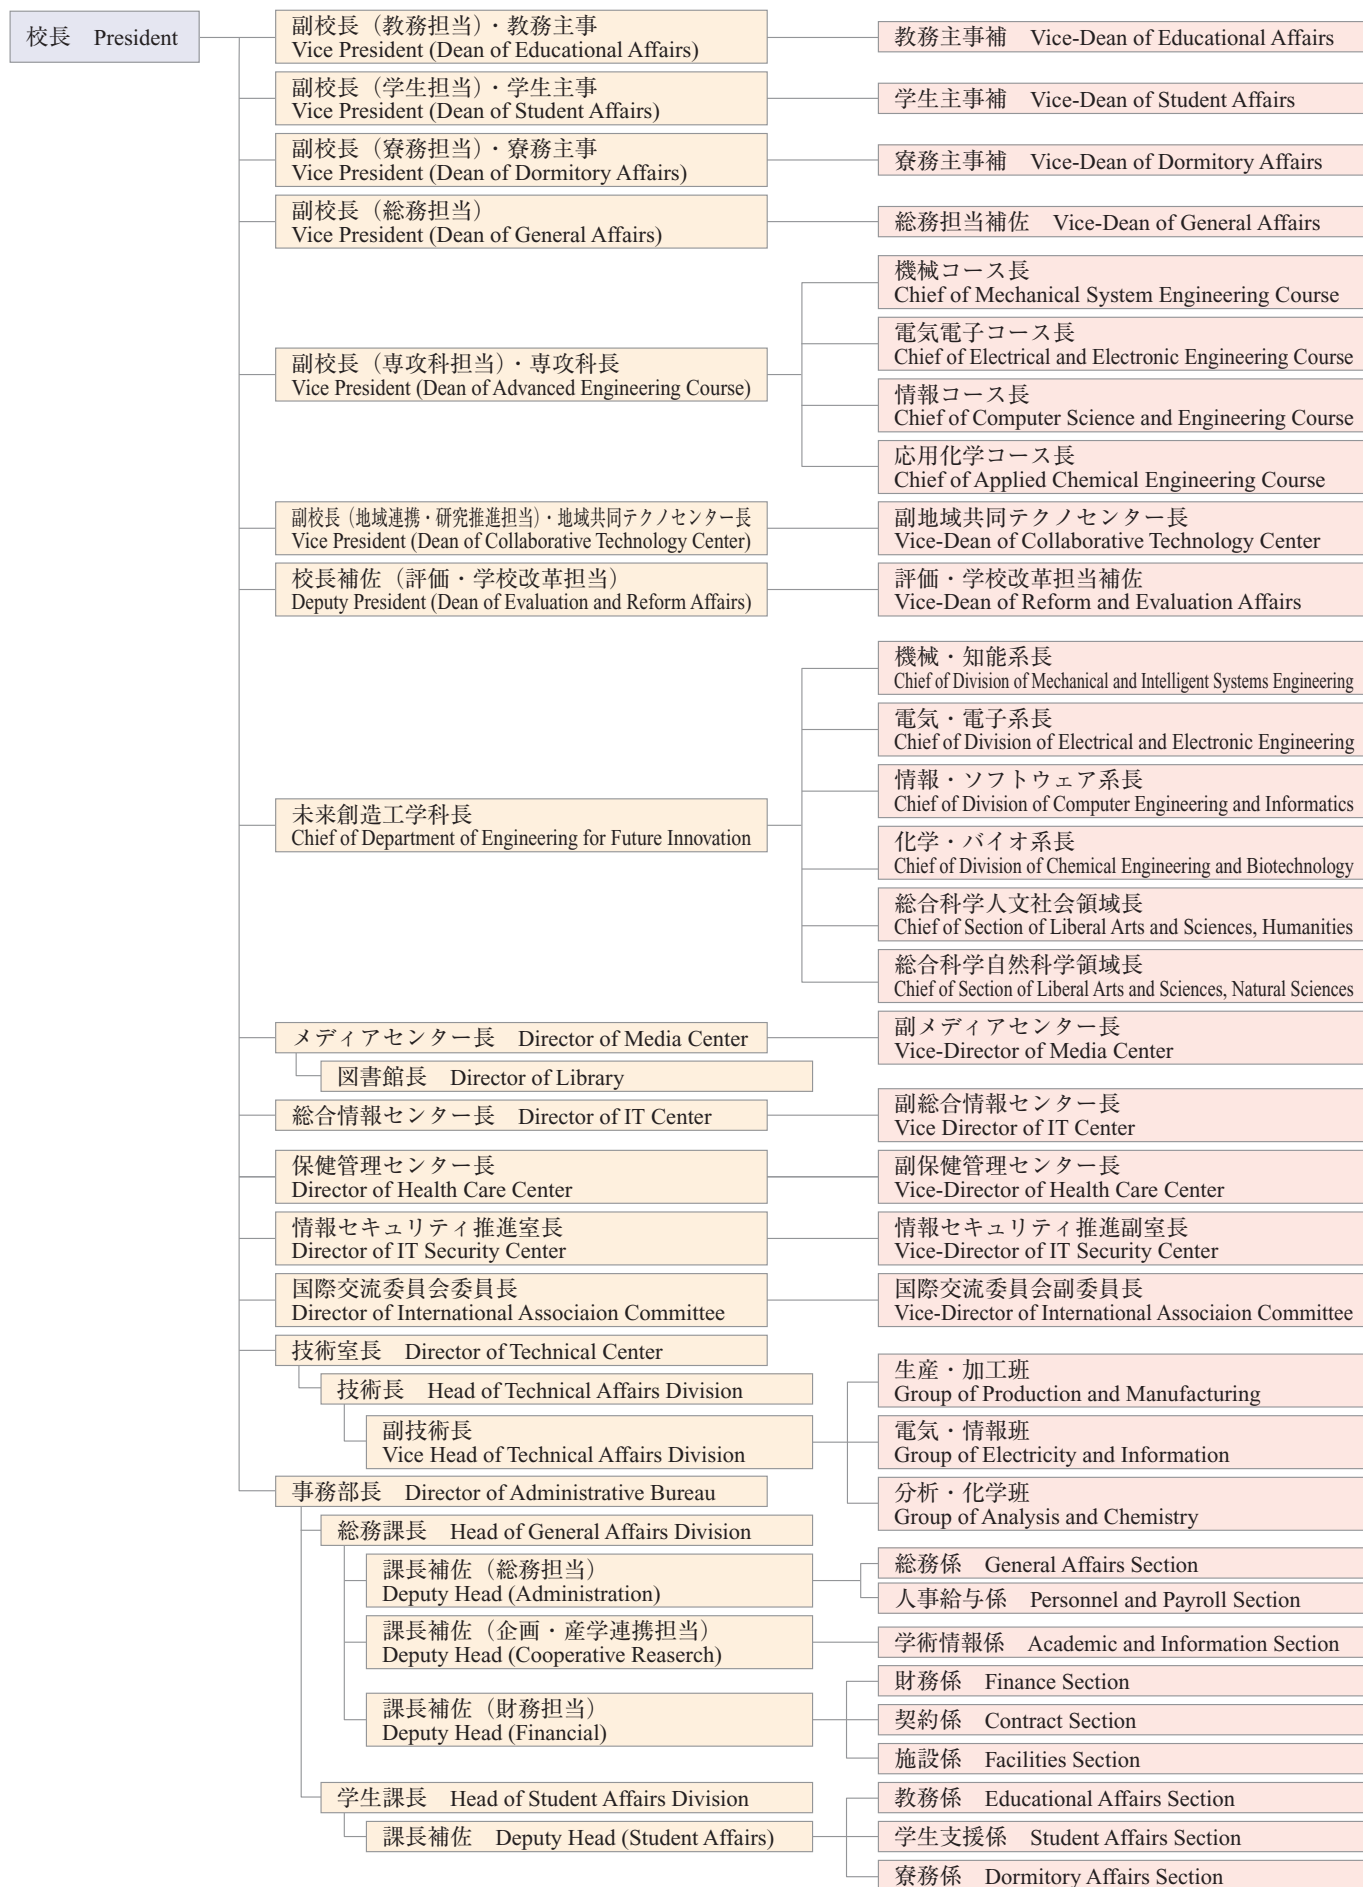 校長　President
副校長（教務担当）・教務主事
Vice President (Dean of Educational Affairs)
教務主事補　Vice-Dean of Educational Affairs
副校長（学生担当）・学生主事
Vice President (Dean of Student Affairs)
学生主事補　Vice-Dean of Student Affairs
副校長（寮務担当）・寮務主事
Vice President (Dean of Dormitory Affairs)
寮務主事補　Vice-Dean of Dormitory Affairs
副校長（総務担当）
Vice President (Dean of General Affairs)
総務担当補佐　Vice-Dean of General Affairs
副校長（専攻科担当）・専攻科長
Vice President (Dean of Advanced Engineering Course)
機械コース長
Chief of Mechanical System Engineering Course
電気電子コース長
Chief of Electrical and Electronic Engineering Course
情報コース長
Chief of Computer Science and Engineering Course
応用化学コース長
Chief of Applied Chemical Engineering Course
副校長（地域連携・研究推進担当）・地域共同テクノセンター長
Vice President (Dean of Collaborative Technology Center)
副地域共同テクノセンター長
Vice-Dean of Collaborative Technology Center
校長補佐（評価・学校改革担当）
Deputy President (Dean of Evaluation and Reform Affairs)
評価・学校改革担当補佐
Vice-Dean of Reform and Evaluation Affairs
未来創造工学科長
Chief of Department of Engineering for Future Innovation
機械・知能系長
Chief of Division of Mechanical and Intelligent Systems Engineering
電気・電子系長
Chief of Division of Electrical and Electronic Engineering
情報・ソフトウェア系長
Chief of Division of Computer Engineering and Informatics
化学・バイオ系長
Chief of Division of Chemical Engineering and Biotechnology
総合科学人文社会領域長
Chief of Section of Liberal Arts and Sciences, Humanities
総合科学自然科学領域長
Chief of Section of Liberal Arts and Sciences, Natural Sciences
メディアセンター長　Director of Media Center
副メディアセンター長
Vice-Director of Media Center
図書館長　Director of Library
総合情報センター長　Director of IT Center
副総合情報センター長
Vice Director of IT Center
保健管理センター長
Director of Health Care Center
副保健管理センター長
Vice-Director of Health Care Center
情報セキュリティ推進室長
Director of IT Security Center
情報セキュリティ推進副室長
Vice-Director of IT Security Center
国際交流委員会委員長
Director of International Associaion Committee
国際交流委員会副委員長
Vice-Director of International Associaion Committee
技術室長　Director of Technical Center
技術長　Head of Technical Affairs Division
副技術長
Vice Head of Technical Affairs Division
生産・加工班
Group of Production and Manufacturing
電気・情報班
Group of Electricity and Information
分析・化学班
Group of Analysis and Chemistry
事務部長　Director of Administrative Bureau
総務課長　Head of General Affairs Division
課長補佐（総務担当）
Deputy Head (Administration)
総務係　General Affairs Section
人事給与係　Personnel and Payroll Section
課長補佐（企画・産学連携担当）
Deputy Head (Cooperative Reaserch)
学術情報係　Academic and Information Section
課長補佐（財務担当）
Deputy Head (Financial)
財務係　Finance Section
契約係　Contract Section
施設係　Facilities Section
学生課長　Head of Student Affairs Division
課長補佐　Deputy Head (Student Affairs)
教務係　Educational Affairs Section
学生支援係　Student Affairs Section
寮務係　Dormitory Affairs Section